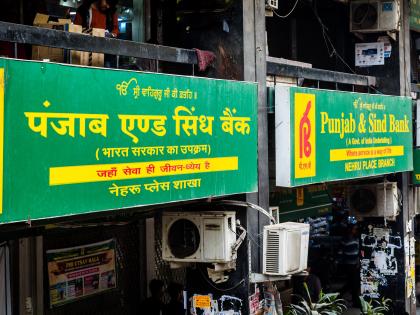 ੴ श्री वाहिगुरू जी की फतहि ॥
पंजाब एण्ड सिंध बैंक
(भारत सरकार का उपक्रम)
जहाँ सेवा ही जीवन-ध्येय है
नेहरू प्लेस शाखा
Punjab & Sind Bank
(A Govt. of India Undertaking)
Where service is a way of life
NEHRU PLACE BRANCH